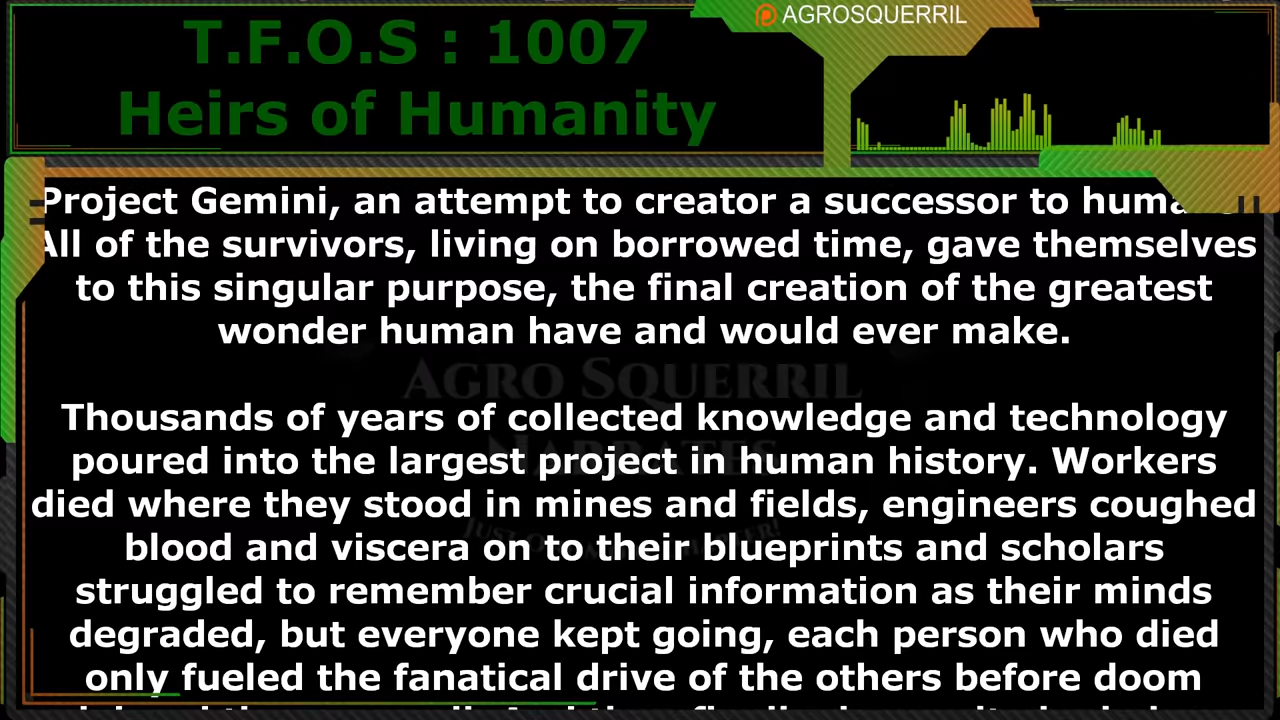 AGROSQUERRIL
T.F.O.S : 1007
Heirs of Humanity
Project Gemini, an attempt to creator a successor to
All of the survivors, living on borrowed time, gave themselves
to this singular purpose, the final creation of the greatest
wonder human have and would ever make.
Agro Squerril
Narrates
Thousands of years of collected knowledge and technology
poured into the largest project in human history. Workers
died where they stood in mines and fields, engineers coughed
blood and viscera on to their blueprints and scholars
struggled to remember crucial information as their minds
degraded, but everyone kept going, each person who died
only fueled the fanatical drive of the others before doom